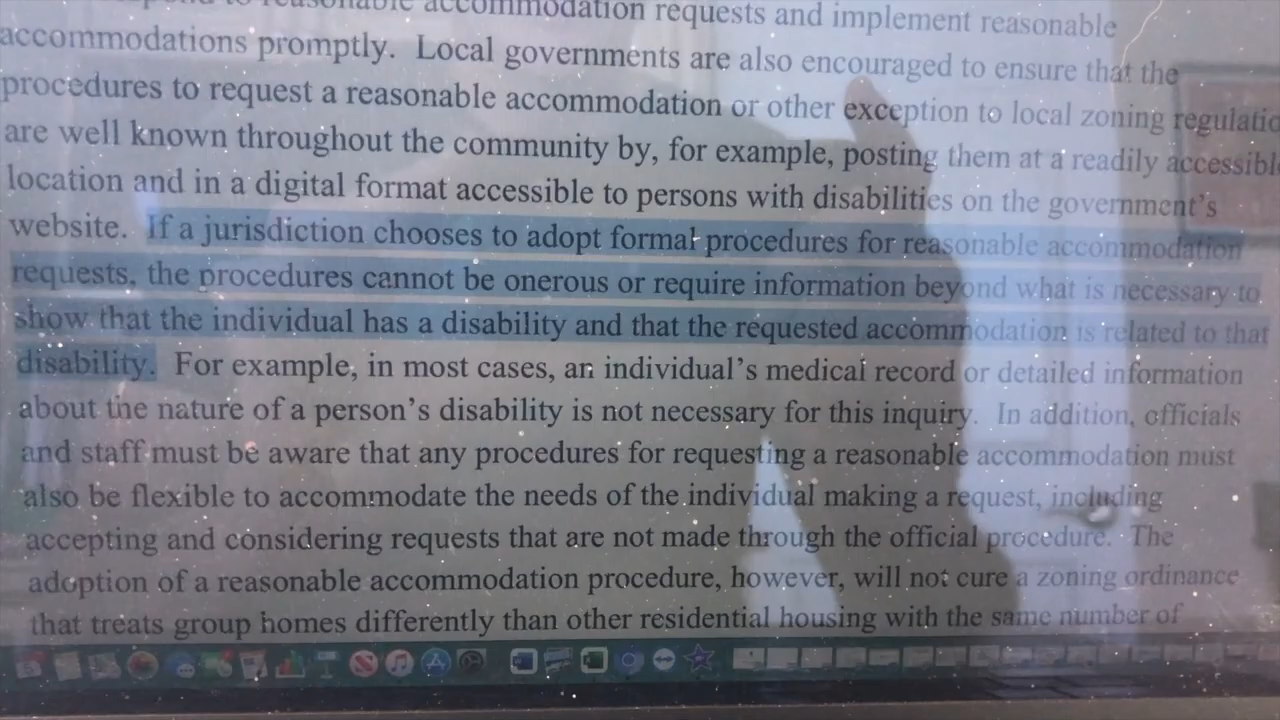 to reasonable accommodation requests and implement reasonable
accommodations promptly. Local governments are also encouraged to ensure that the
procedures to request a reasonable accommodation or other exception to local zoning
are well known throughout the community by, for example, posting them at a readily
location and in a digital format accessible to persons with disabilities on the government's
website. If a jurisdiction chooses to adopt formal procedures for reasonable accommodation
requests, the procedures cannot be onerous or require information beyond what is necessary to
show that the individual has a disability and that the requested accommodation is related to that
disability. For example, in most cases, an individual's medical record or detailed information
about the nature of a person's disability is not necessary for this inquiry. In addition, officials
and staff must be aware that any procedures for requesting a reasonable accommodation must
also be flexible to accommodate the needs of the individual making a request, including
accepting and considering requests that are not made through the official procedure. The
adoption of a reasonable accommodation procedure, however, will not cure a zoning ordinance
that treats group homes differently than other residential housing with the same number of